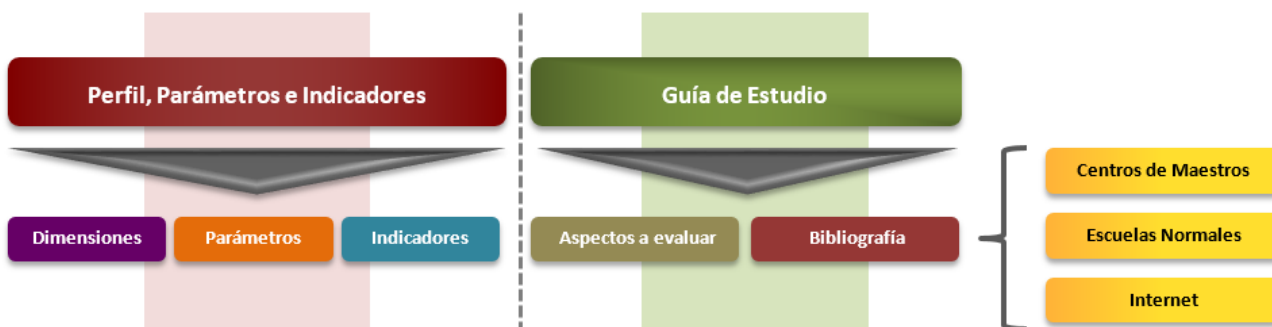 Perfil, Parámetros e Indicadores
Guía de Estudio
Dimensiones
Parámetros
Indicadores
Aspectos a evaluar
Bibliografía
Centros de Maestros
Escuelas Normales
Internet